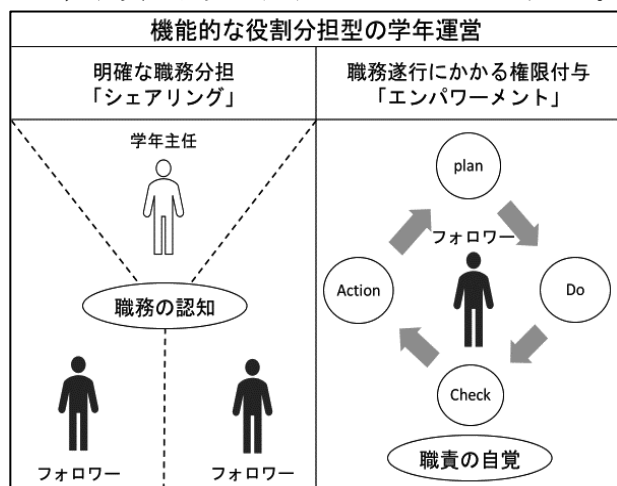 機能的な役割分担型の学年運営
明確な職務分担
「シェアリング」
職務遂行にかかる権限付与
「エンパワーメント」
学年主任
職務の認知
フォロワー
フォロワー
plan
フォロワー
Action
Do
Check
職責の自覚